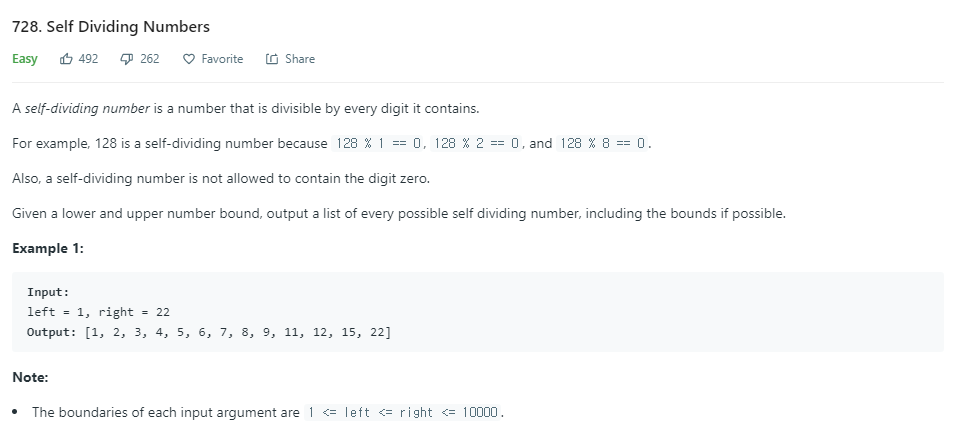 728. Self Dividing Numbers
Easy 492 262 Favorite Share
A self-dividing number is a number that is divisible by every digit it contains.
For example, 128 is a self-dividing number because 128 % 1 == 0, 128 % 2 == 0, and 128 % 8 == 0.
Also, a self-dividing number is not allowed to contain the digit zero.
Given a lower and upper number bound, output a list of every possible self dividing number, including the bounds if possible.
Example 1:
Input:
left = 1, right = 22
Output: [1, 2, 3, 4, 5, 6, 7, 8, 9, 11, 12, 15, 22]
Note:
• The boundaries of each input argument are 1 <= left <= right <= 10000.